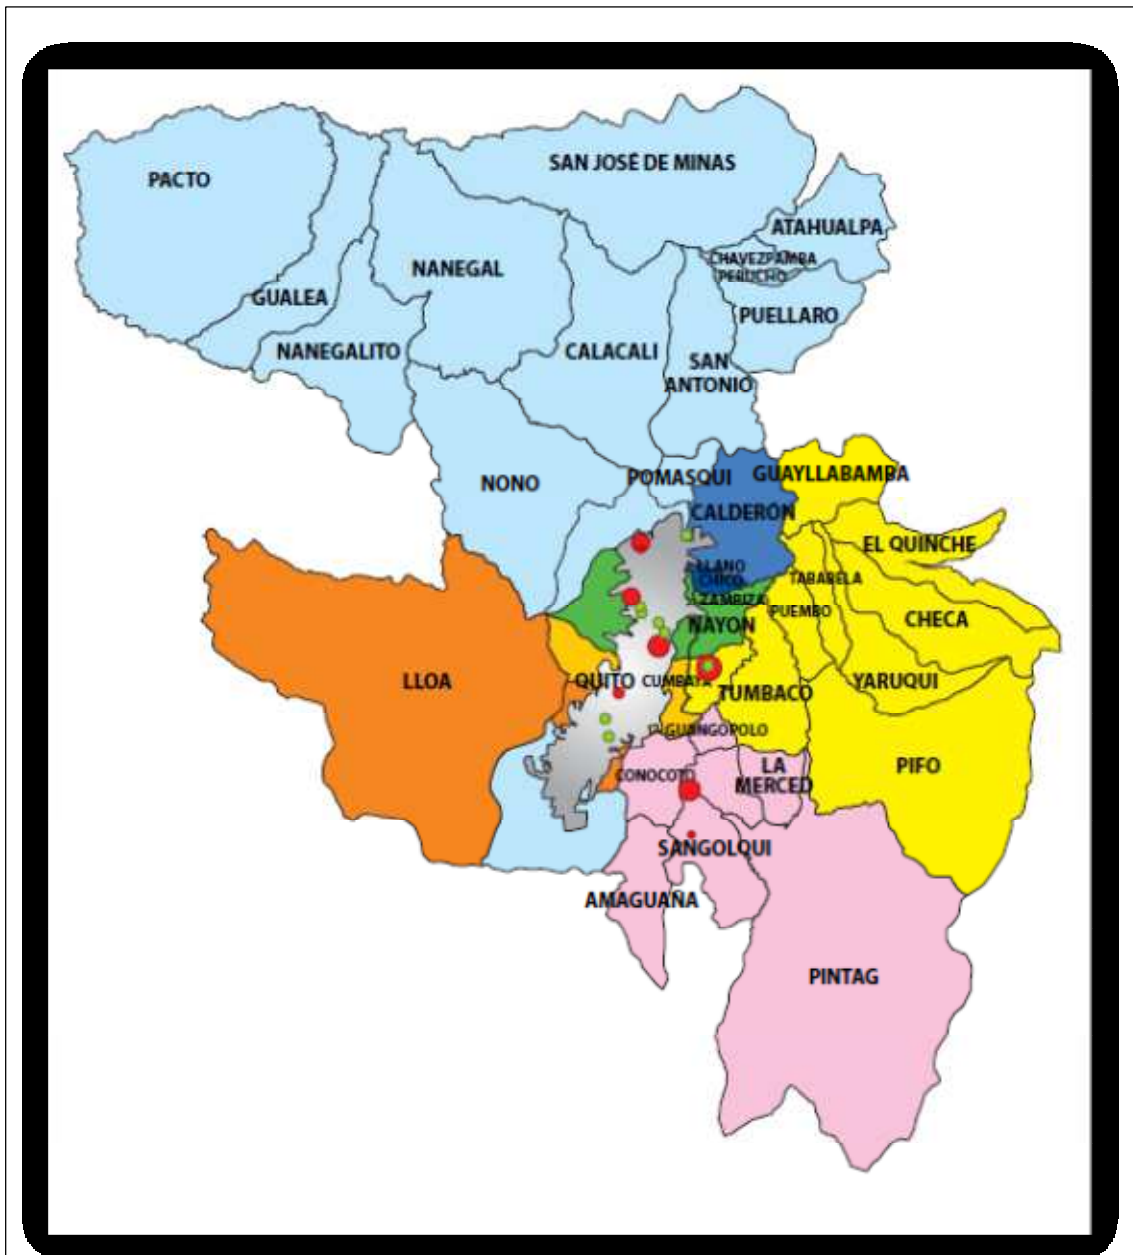 SAN JOSÉ DE MINAS
PACTO
ATAHUALPA
CHAVEZPAMBA
PERUCHO
NANEGAL
GUALEA
PUELLARO
NANEGALITO
CALACALI
SAN
ANTONIO
NONO
POMASQUI
GUAYLLABAMBA
CALDERÓN
EL QUINCHE
LLANO
CHICO
TABABELA
ZAMBIZA
PUEMBO
NAYON
CHECA
LLOA
QUITO
CUMBAYA
TUMBACO
YARUQUI
GUANGOPOLO
CONOCOTO
LA
MERCED
PIFO
SANGOLQUI
AMAGUAÑA
PINTAG